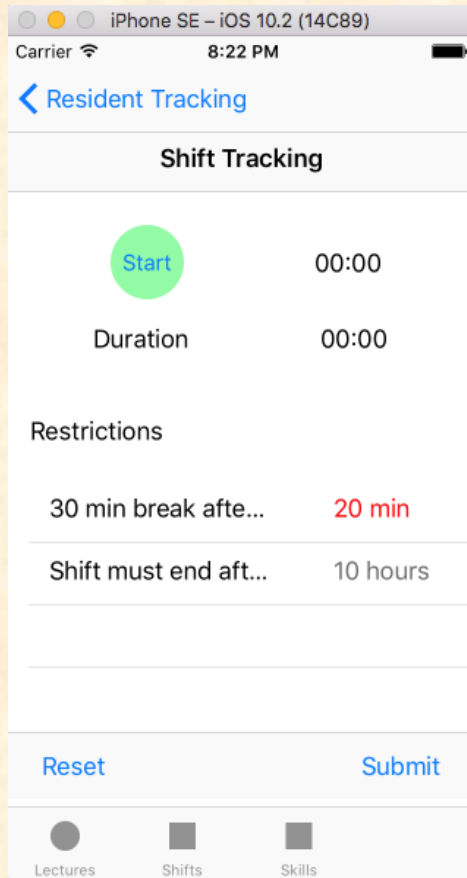 iPhone SE – iOS 10.2 (14C89)
Carrier 8:22 PM
Resident Tracking
Shift Tracking
Start 00:00
Duration 00:00
Restrictions
30 min break afte... 20 min
Shift must end aft... 10 hours
Reset Submit
Lectures Shifts Skills